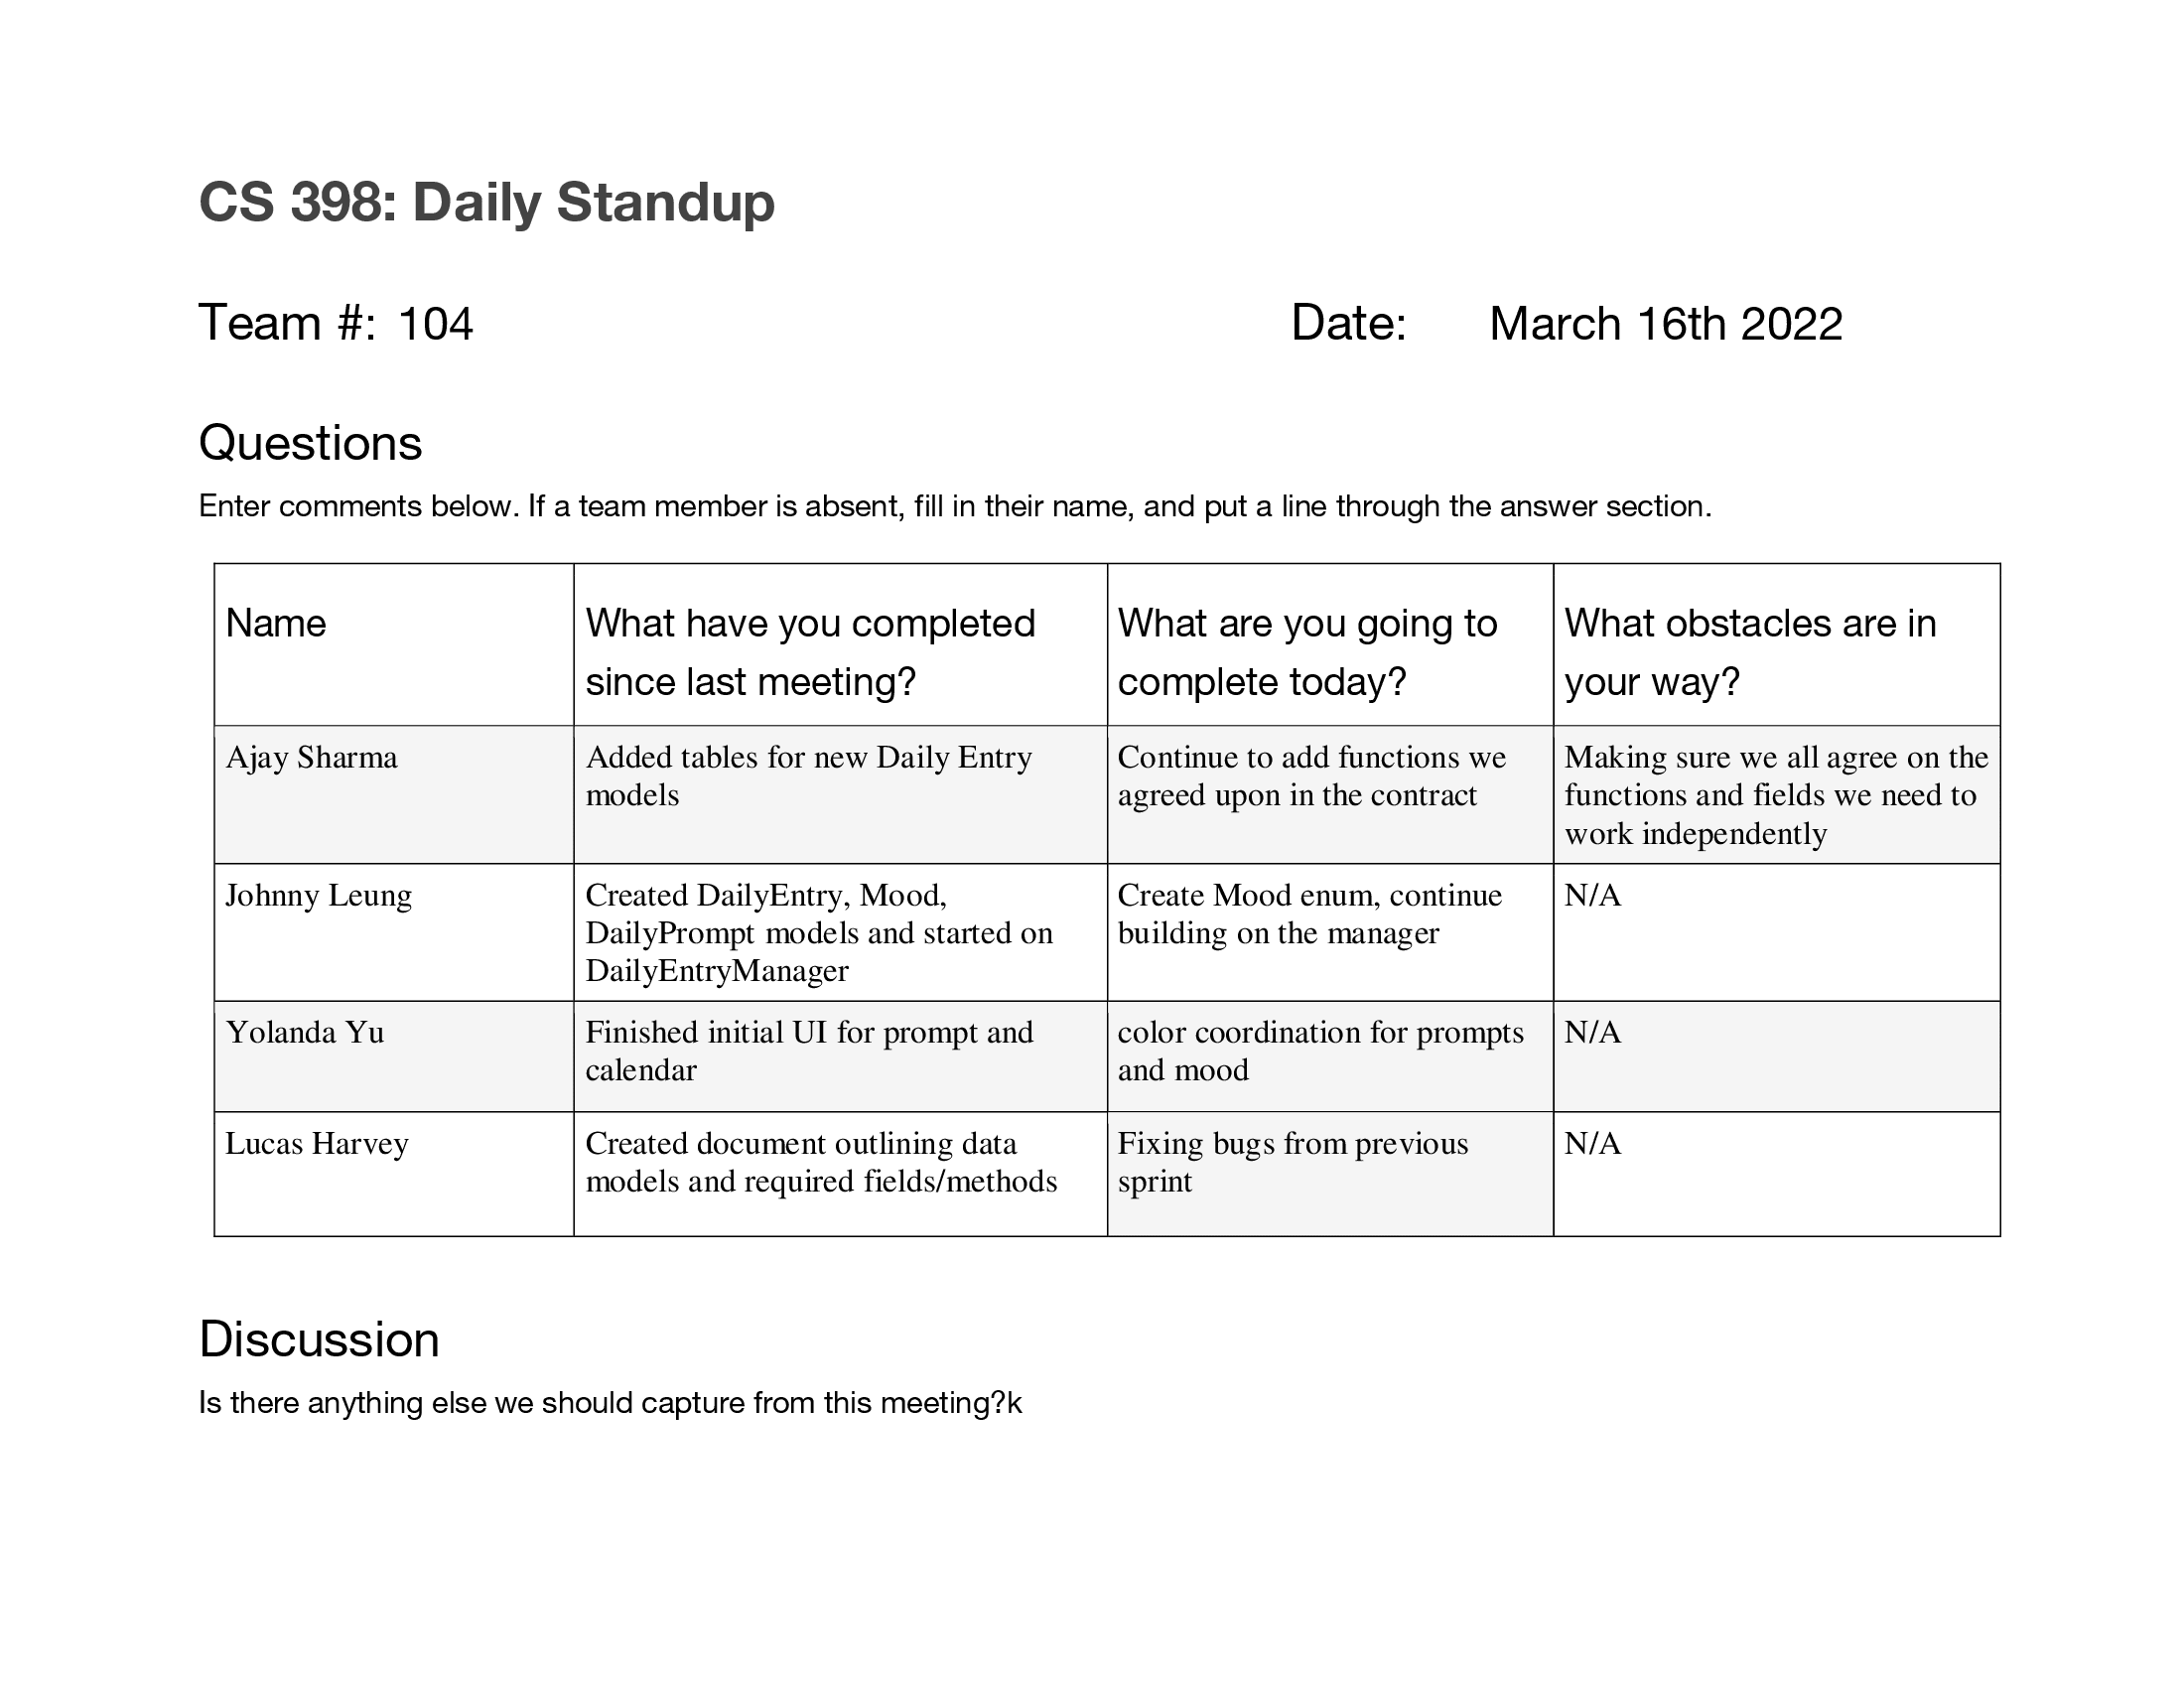 CS 398: Daily Standup
Team #: 104 Date: March 16th 2022
Questions
Enter comments below. If a team member is absent, fill in their name, and put a line through the answer section.
Name
What have you completed
since last meeting?
What are you going to
complete today?
What obstacles are in
your way?
Ajay Sharma
Added tables for new Daily Entry
models
Continue to add functions we
agreed upon in the contract
Making sure we all agree on the
functions and fields we need to
work independently
Johnny Leung
Created DailyEntry, Mood,
DailyPrompt models and started on
DailyEntryManager
Create Mood enum, continue
building on the manager
N/A
Yolanda Yu
Finished initial UI for prompt and
calendar
color coordination for prompts
and mood
N/A
Lucas Harvey
Created document outlining data
models and required fields/methods
Fixing bugs from previous
sprint
N/A
Discussion
Is there anything else we should capture from this meeting?k